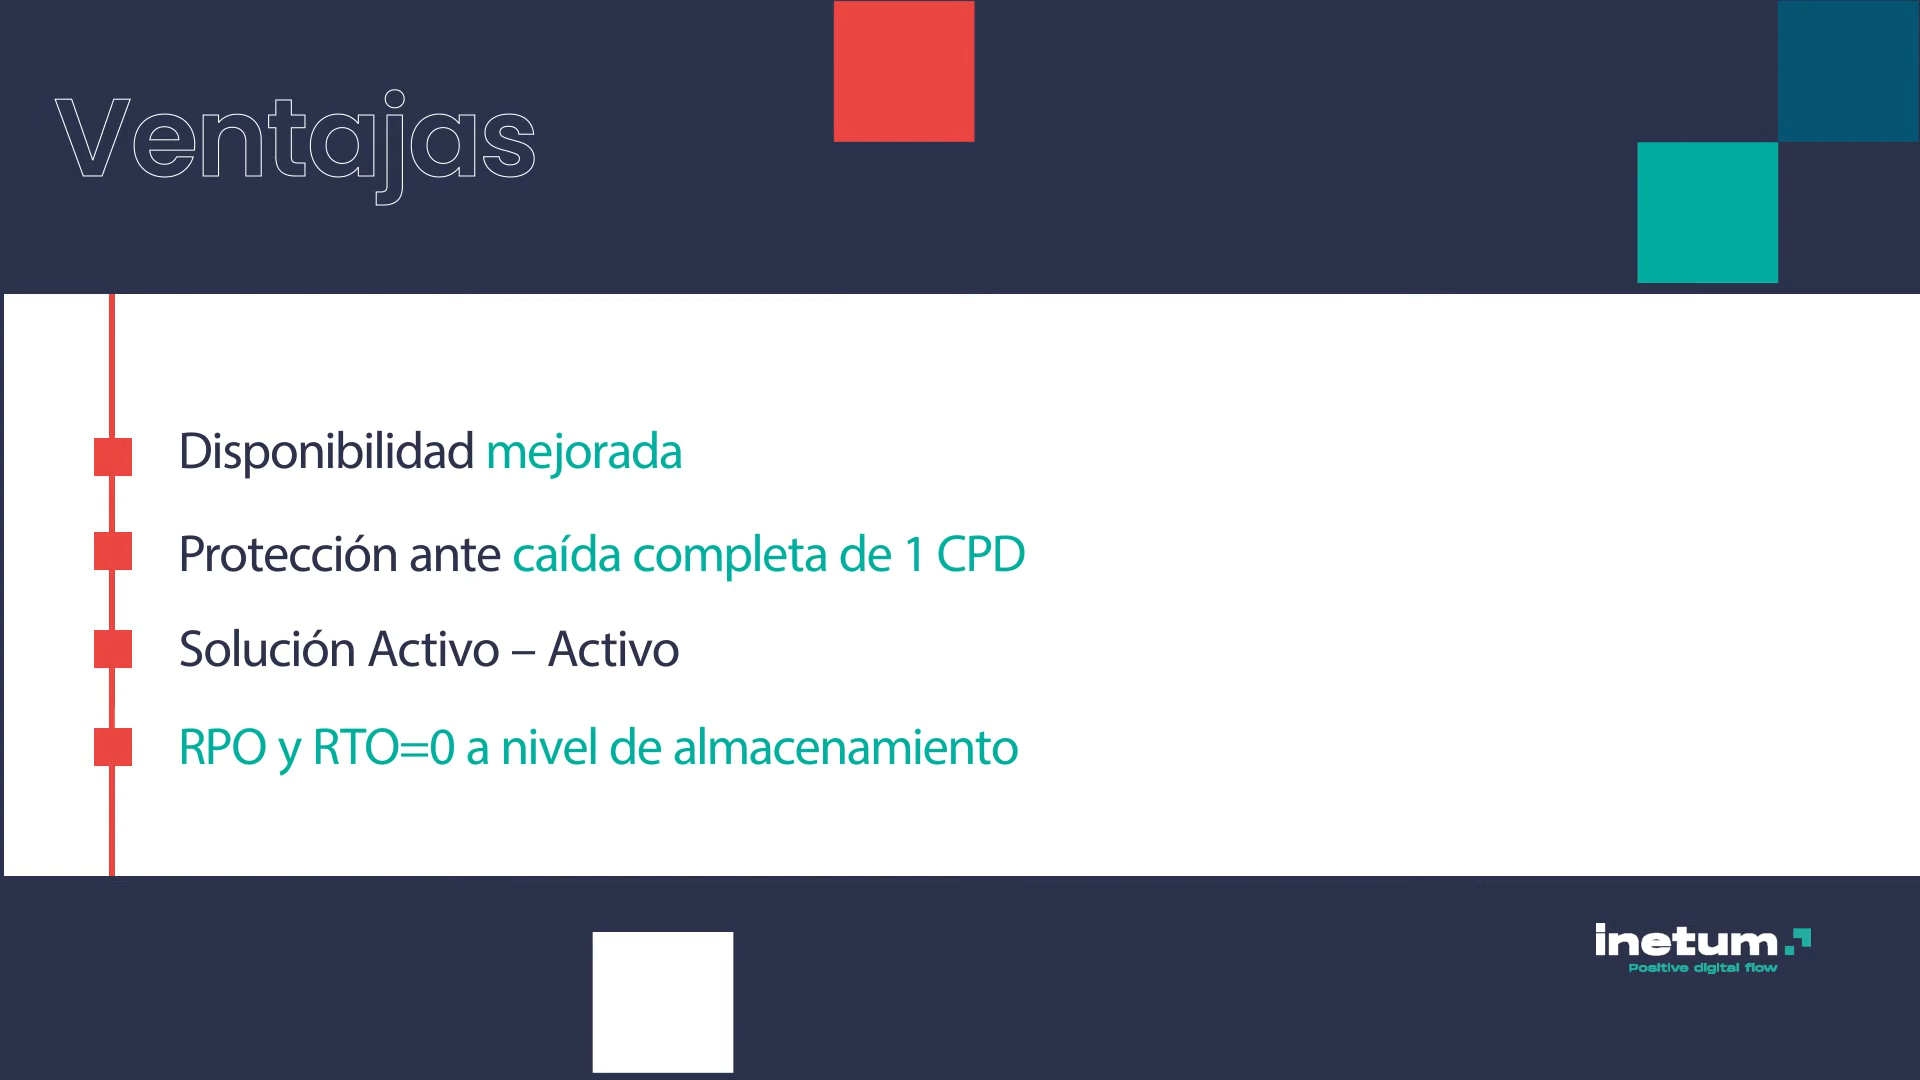 Ventajas
Disponibilidad mejorada
Protección ante caída completa de 1 CPD
Solución Activo – Activo
RPO y RTO=0 a nivel de almacenamiento
inetum
Positive digital flow